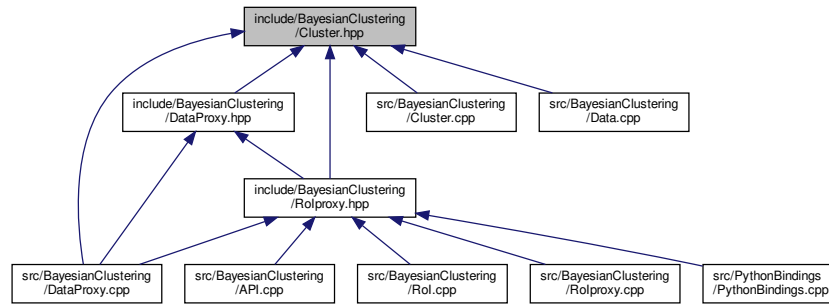 include/BayesianClustering
/Cluster.hpp
include/BayesianClustering
/DataProxy.hpp
src/BayesianClustering
/Cluster.cpp
src/BayesianClustering
/Data.cpp
include/BayesianClustering
/RoIproxy.hpp
src/BayesianClustering
/DataProxy.cpp
src/BayesianClustering
/API.cpp
src/BayesianClustering
/RoI.cpp
src/BayesianClustering
/RoIproxy.cpp
src/PythonBindings
/PythonBindings.cpp